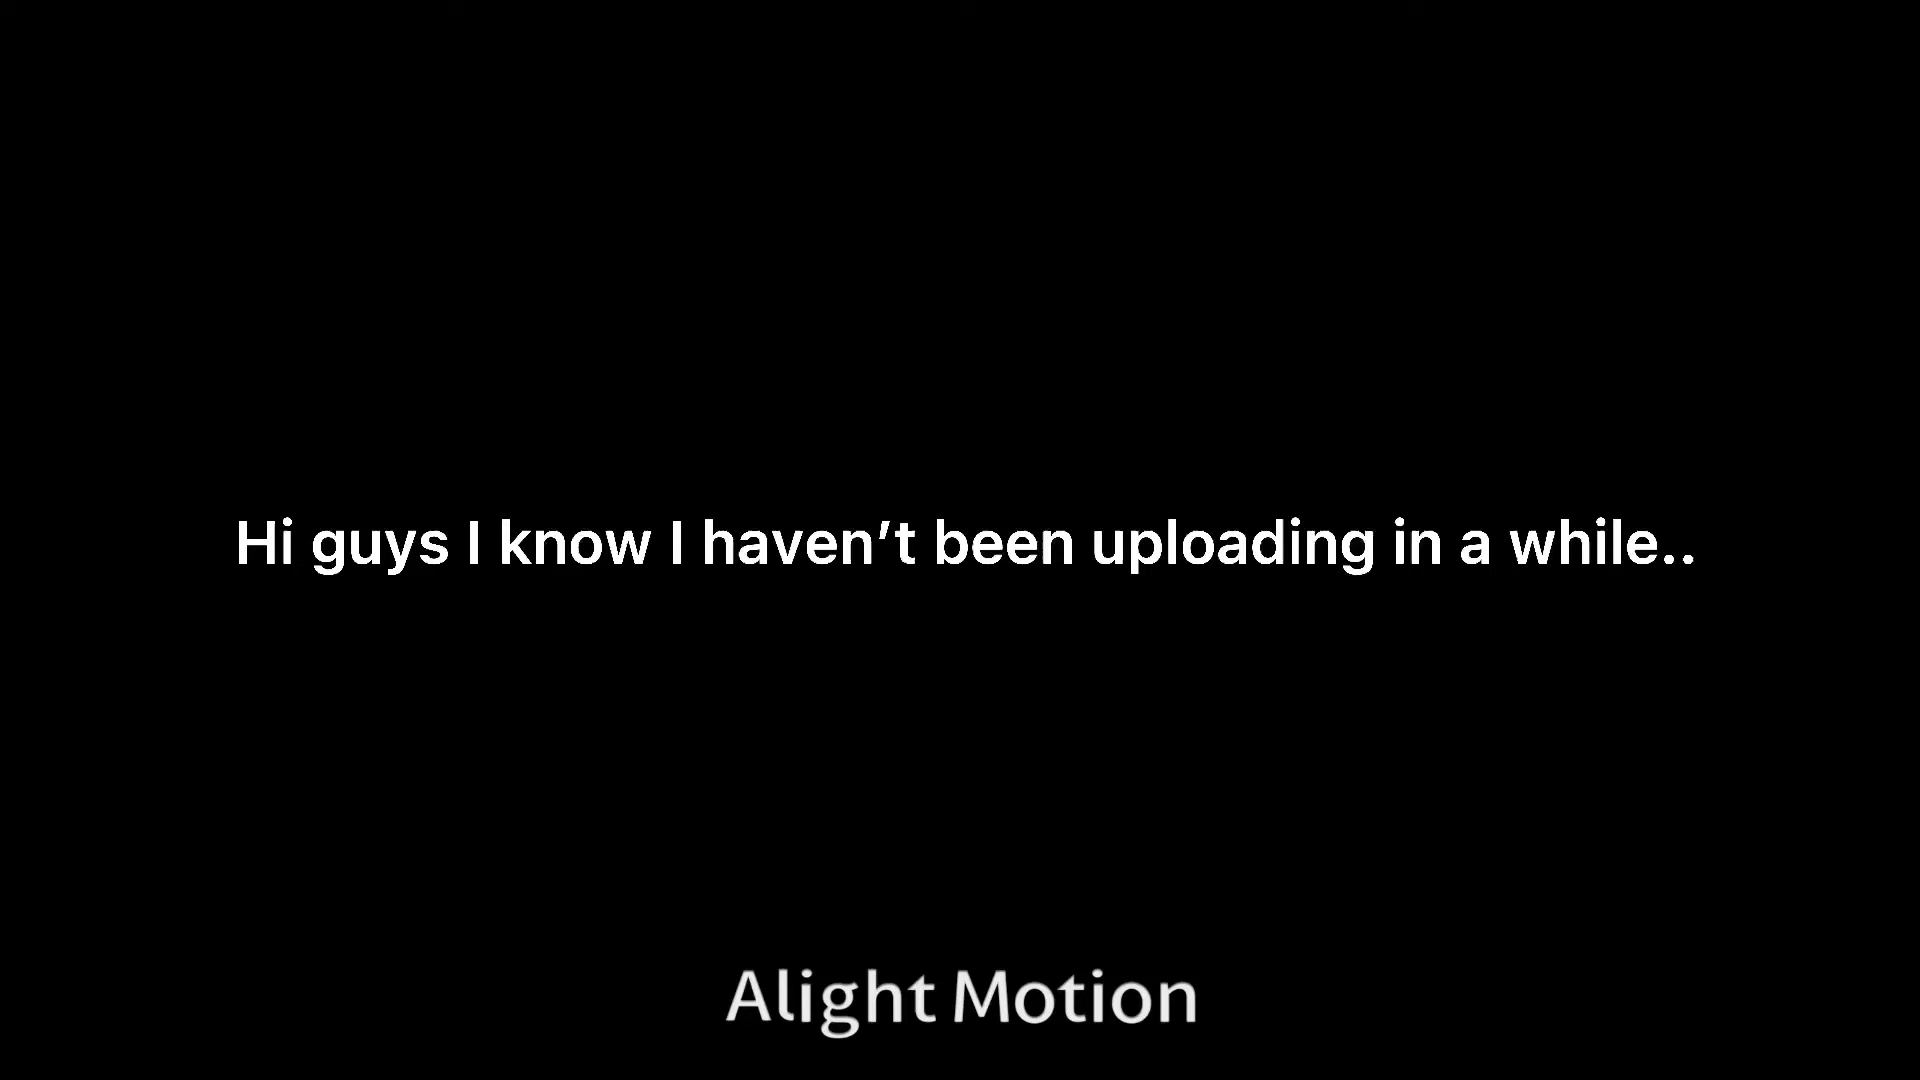 Hi guys I know I haven’t been uploading in a while..
Alight Motion